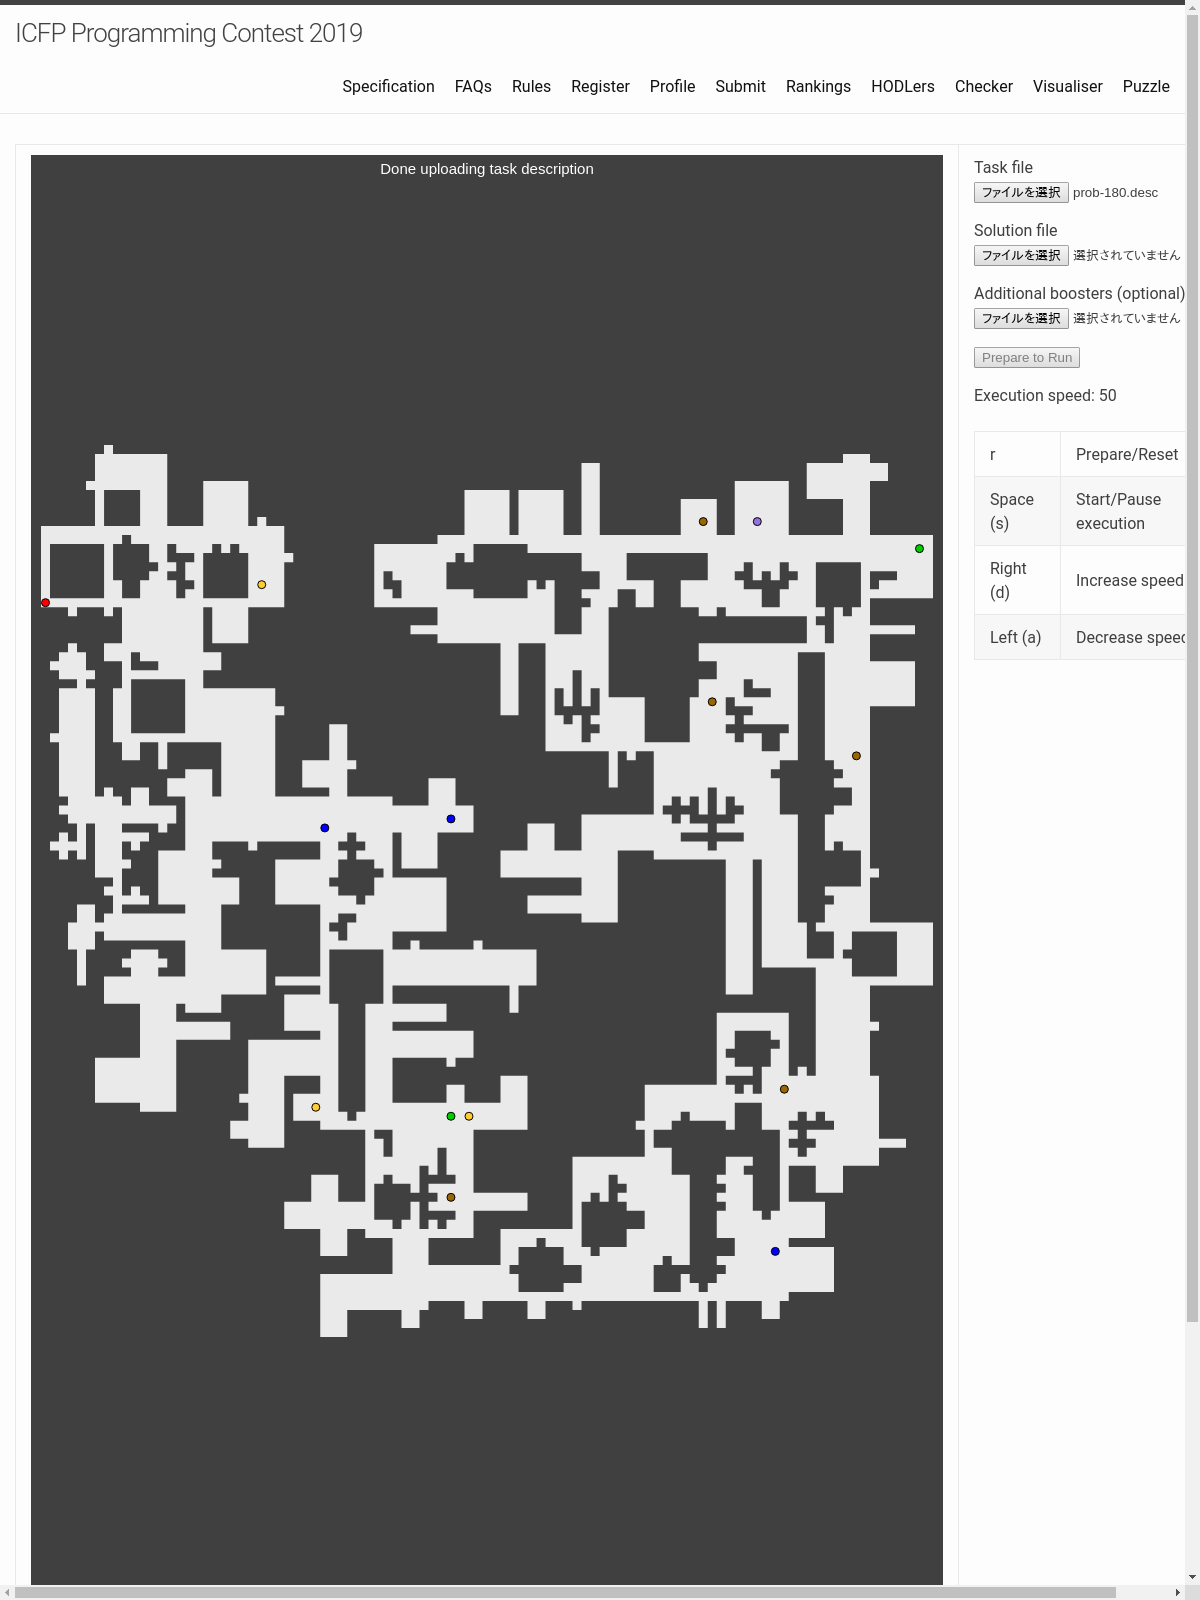 ICFP Programming Contest 2019
Specification FAQs Rules Register Profile Submit Rankings HODLers Checker Visualiser Puzzle
Done uploading task description
Task file
ファイルを選択 prob-180.desc
Solution file
ファイルを選択 選択されていません
Additional boosters (optional)
ファイルを選択 選択されていません
Prepare to Run
Execution speed: 50
r Prepare/Reset
Space (s) Start/Pause execution
Right (d) Increase speed
Left (a) Decrease speed